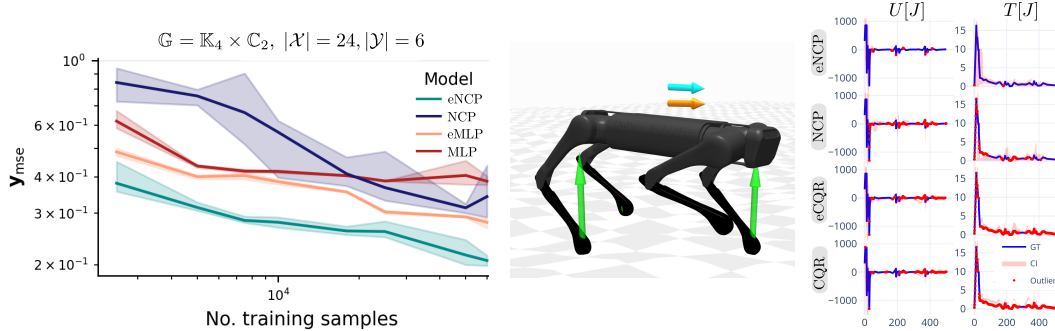 𝔾 = 𝕂₄ × ℂ₂, |𝒳| = 24, |𝒴| = 6
10⁰
6 × 10⁻¹
4 × 10⁻¹
3 × 10⁻¹
2 × 10⁻¹
y_mse
Model
eNCP
NCP
eMLP
MLP
10⁴
No. training samples
U[J]
T[J]
eNCP
1000
0
−1000
15
10
5
0
NCP
1000
0
−1000
15
10
5
0
eCQR
1000
0
−1000
15
10
5
0
CQR
1000
0
−1000
15
10
5
0
GT
CI
Outlier
0
200
400
0
200
400